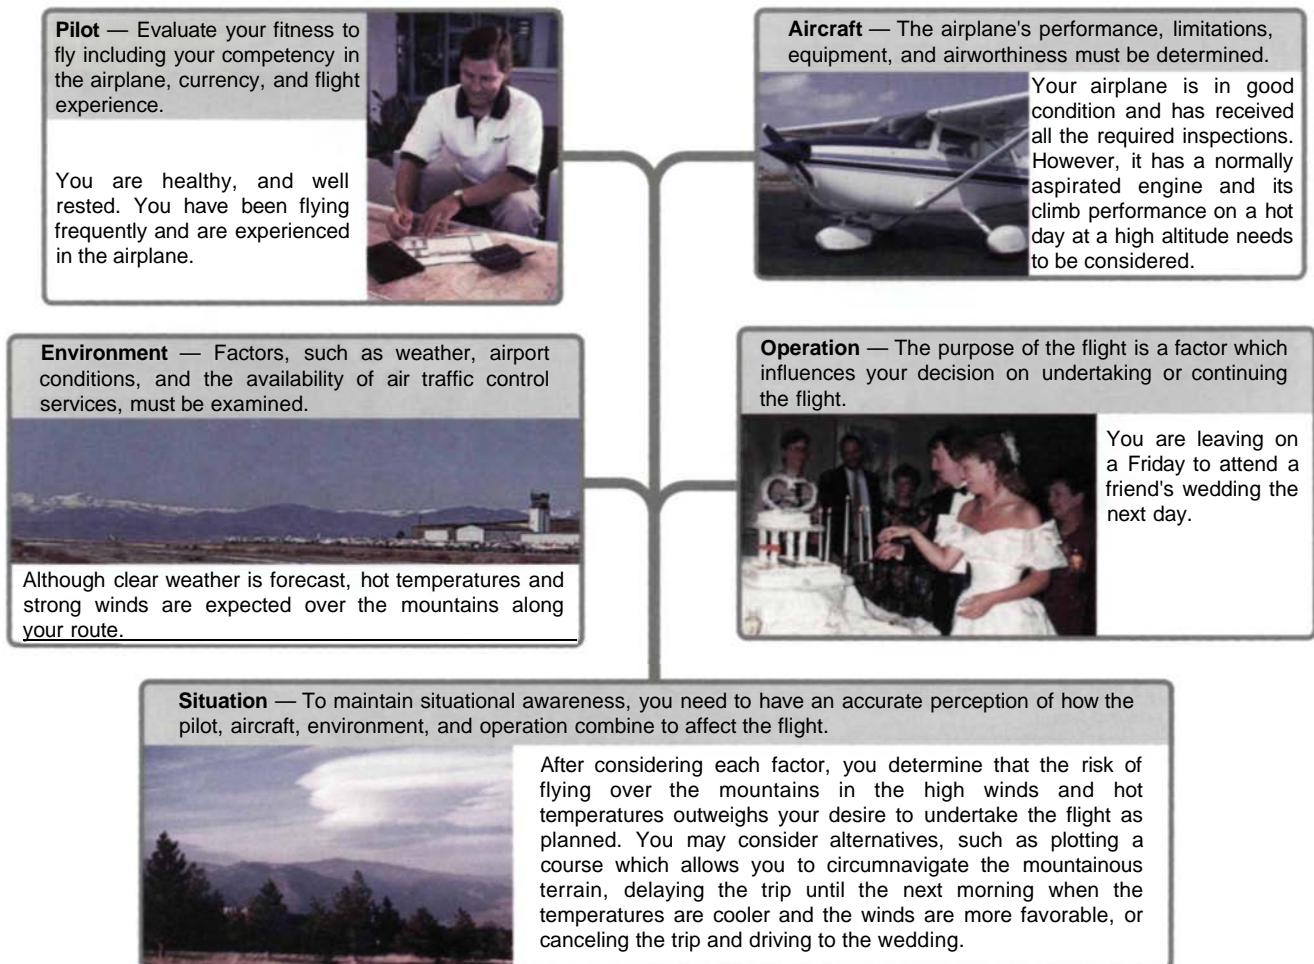 Pilot — Evaluate your fitness to
fly including your competency in
the airplane, currency, and flight
experience.
You are healthy, and well
rested. You have been flying
frequently and are experienced
in the airplane.
Aircraft — The airplane's performance, limitations,
equipment, and airworthiness must be determined.
Your airplane is in good
condition and has received
all the required inspections.
However, it has a normally
aspirated engine and its
climb performance on a hot
day at a high altitude needs
to be considered.
Environment — Factors, such as weather, airport
conditions, and the availability of air traffic control
services, must be examined.
Although clear weather is forecast, hot temperatures and
strong winds are expected over the mountains along
your route.
Operation — The purpose of the flight is a factor which
influences your decision on undertaking or continuing
the flight.
You are leaving on
a Friday to attend a
friend's wedding the
next day.
Situation — To maintain situational awareness, you need to have an accurate perception of how the
pilot, aircraft, environment, and operation combine to affect the flight.
After considering each factor, you determine that the risk of
flying over the mountains in the high winds and hot
temperatures outweighs your desire to undertake the flight as
planned. You may consider alternatives, such as plotting a
course which allows you to circumnavigate the mountainous
terrain, delaying the trip until the next morning when the
temperatures are cooler and the winds are more favorable, or
canceling the trip and driving to the wedding.